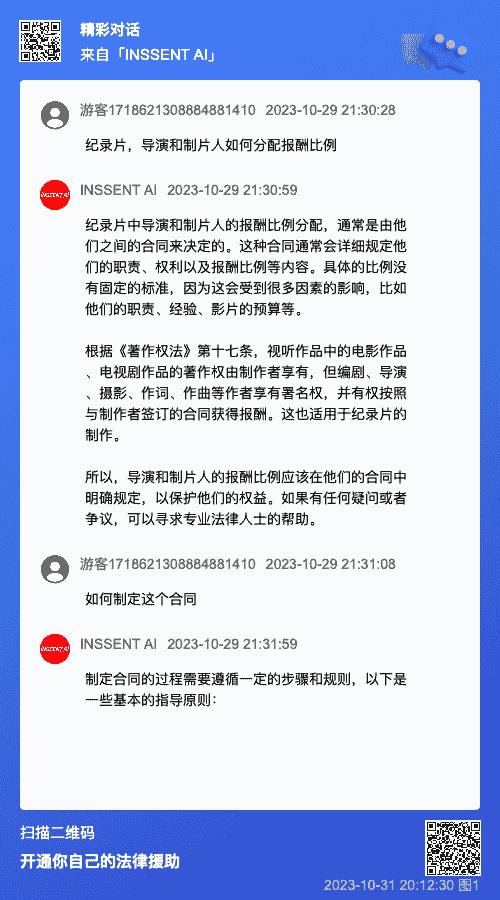 精彩对话
来自「INSSENT AI」
游客1718621308884881410 2023-10-29 21:30:28
纪录片，导演和制片人如何分配报酬比例
INSSENT AI
INSSENT AI 2023-10-29 21:30:59
纪录片中导演和制片人的报酬比例分配，通常是由他
们之间的合同来决定的。这种合同通常会详细规定他
们的职责、权利以及报酬比例等内容。具体的比例没
有固定的标准，因为这会受到很多因素的影响，比如
他们的职责、经验、影片的预算等。
根据《著作权法》第十七条，视听作品中的电影作品
、电视剧作品的著作权由制作者享有，但编剧、导演
、摄影、作词、作曲等作者享有署名权，并有权按照
与制作者签订的合同获得报酬。这也适用于纪录片的
制作。
所以，导演和制片人的报酬比例应该在他们的合同中
明确规定，以保护他们的权益。如果有任何疑问或者
争议，可以寻求专业法律人士的帮助。
游客1718621308884881410 2023-10-29 21:31:08
如何制定这个合同
INSSENT AI
INSSENT AI 2023-10-29 21:31:59
制定合同的过程需要遵循一定的步骤和规则，以下是
一些基本的指导原则：
扫描二维码
开通你自己的法律援助
2023-10-31 20:12:30 图1